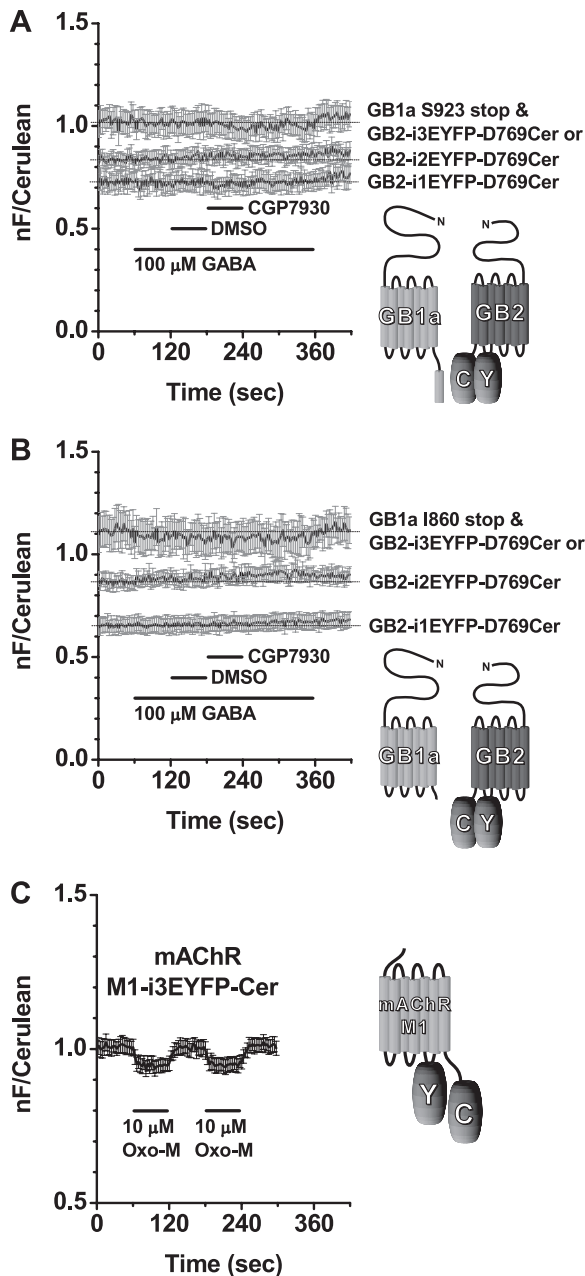 A
nF/Cerulean
1.5
1.0
0.5
0.0
GB1a S923 stop &
GB2-i3EYFP-D769Cer or
GB2-i2EYFP-D769Cer
GB2-i1EYFP-D769Cer
CGP7930
DMSO
100 μM GABA
0 120 240 360
Time (sec)
N N
GB1a GB2
C Y
B
nF/Cerulean
1.5
1.0
0.5
0.0
GB1a I860 stop &
GB2-i3EYFP-D769Cer or
GB2-i2EYFP-D769Cer
GB2-i1EYFP-D769Cer
CGP7930
DMSO
100 μM GABA
0 120 240 360
Time (sec)
N N
GB1a GB2
C Y
C
nF/Cerulean
1.5
1.0
0.5
mAChR
M1-i3EYFP-Cer
10 μM 10 μM
Oxo-M Oxo-M
0 120 240 360
Time (sec)
mAChR
M1
Y C